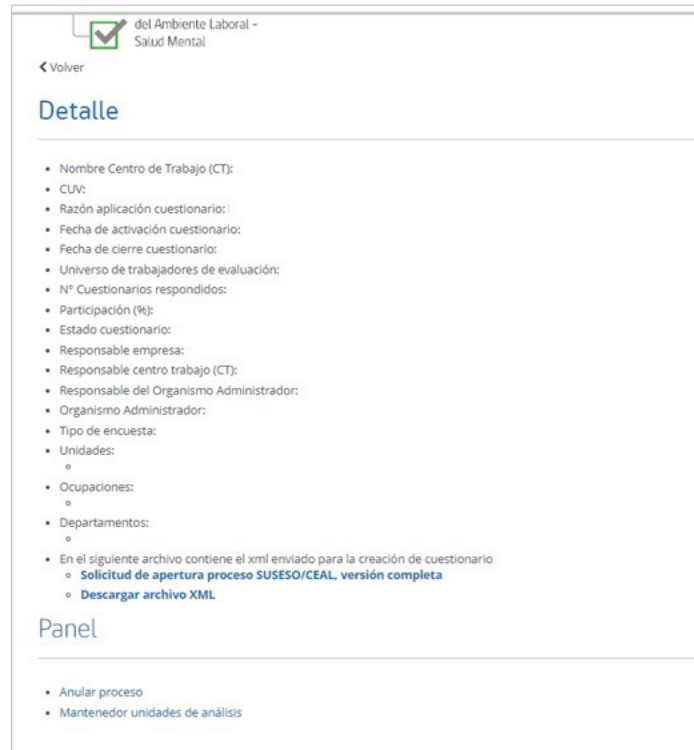 del Ambiente Laboral -
Salud Mental
Volver
Detalle
Nombre Centro de Trabajo (CT):
CUV:
Razón aplicación cuestionario:
Fecha de activación cuestionario:
Fecha de cierre cuestionario:
Universo de trabajadores de evaluación:
N° Cuestionarios respondidos:
Participación (%):
Estado cuestionario:
Responsable empresa:
Responsable centro trabajo (CT):
Responsable del Organismo Administrador:
Organismo Administrador:
Tipo de encuesta:
Unidades:
Ocupaciones:
Departamentos:
En el siguiente archivo contiene el xml enviado para la creación de cuestionario
Solicitud de apertura proceso SUSESO/CEAL, versión completa
Descargar archivo XML
Panel
Anular proceso
Mantenedor unidades de análisis